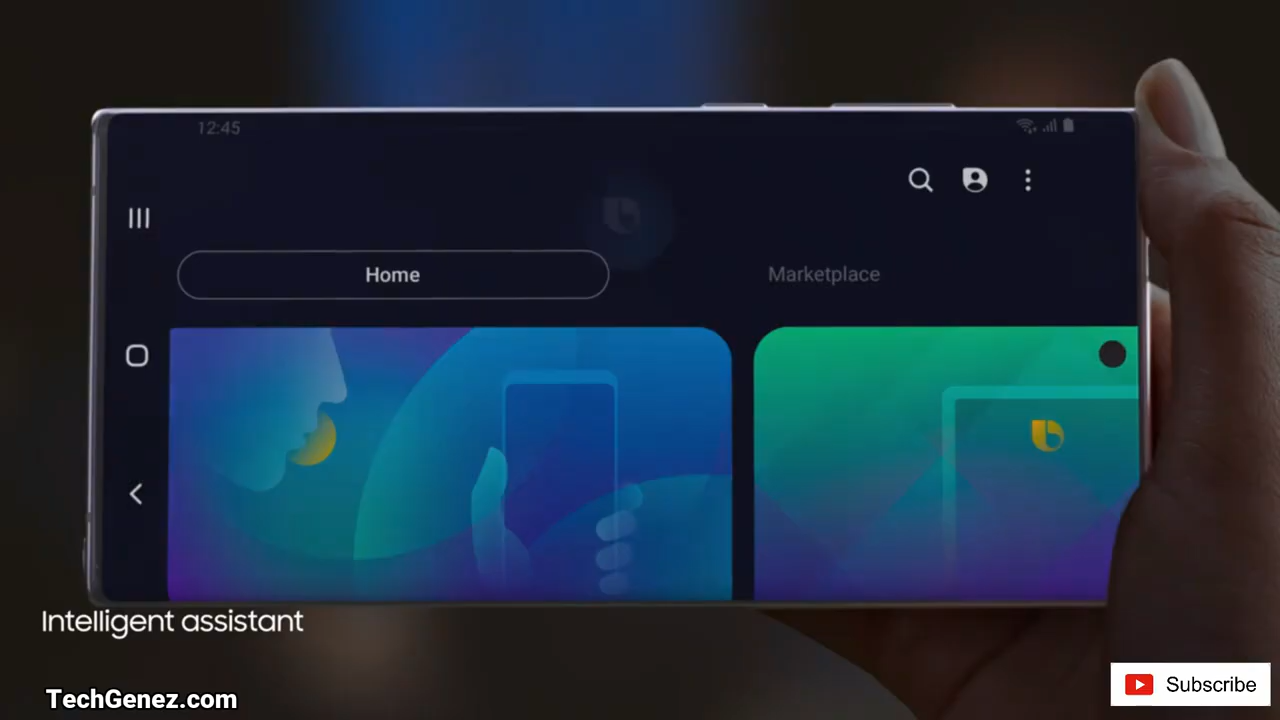 12:45
Home
Marketplace
Intelligent assistant
TechGenez.com
Subscribe